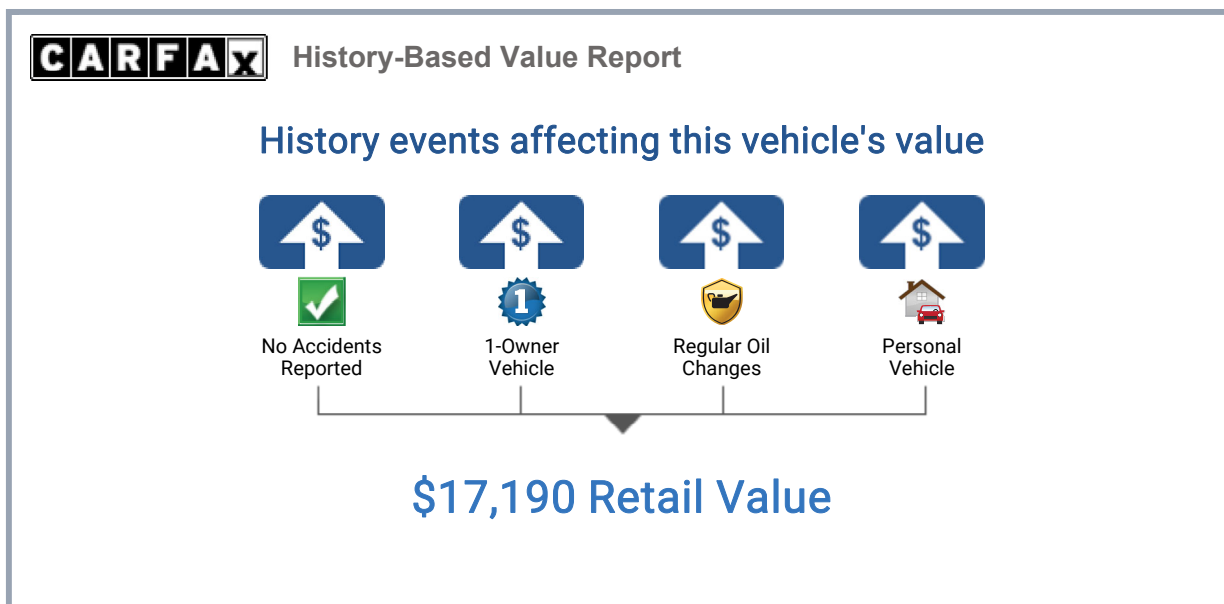 CARFAX History-Based Value Report
History events affecting this vehicle's value
$ $ $ $
1
No Accidents Reported
1-Owner Vehicle
Regular Oil Changes
Personal Vehicle
$17,190 Retail Value